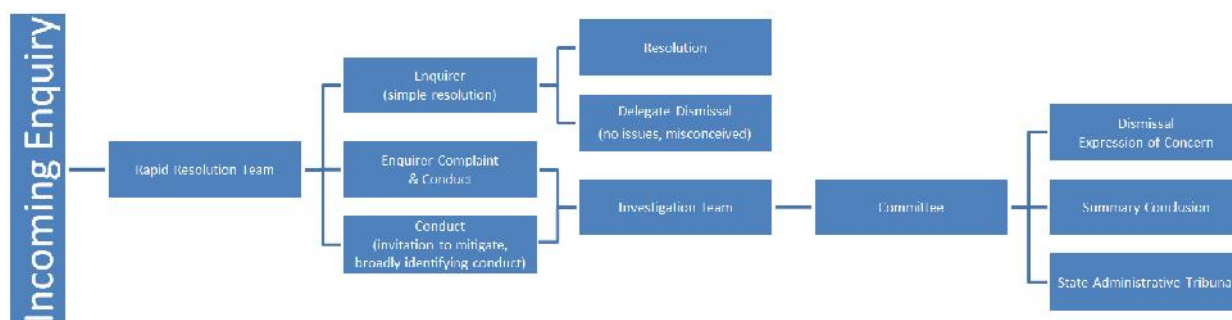 Incoming Enquiry
Rapid Resolution Team
Enquirer
(simple resolution)
Enquirer Complaint
& Conduct
Conduct
(invitation to mitigate,
broadly identifying conduct)
Resolution
Delegate Dismissal
(no issues, misconceived)
Investigation Team
Committee
Dismissal
Expression of Concern
Summary Conclusion
State Administrative Tribuna